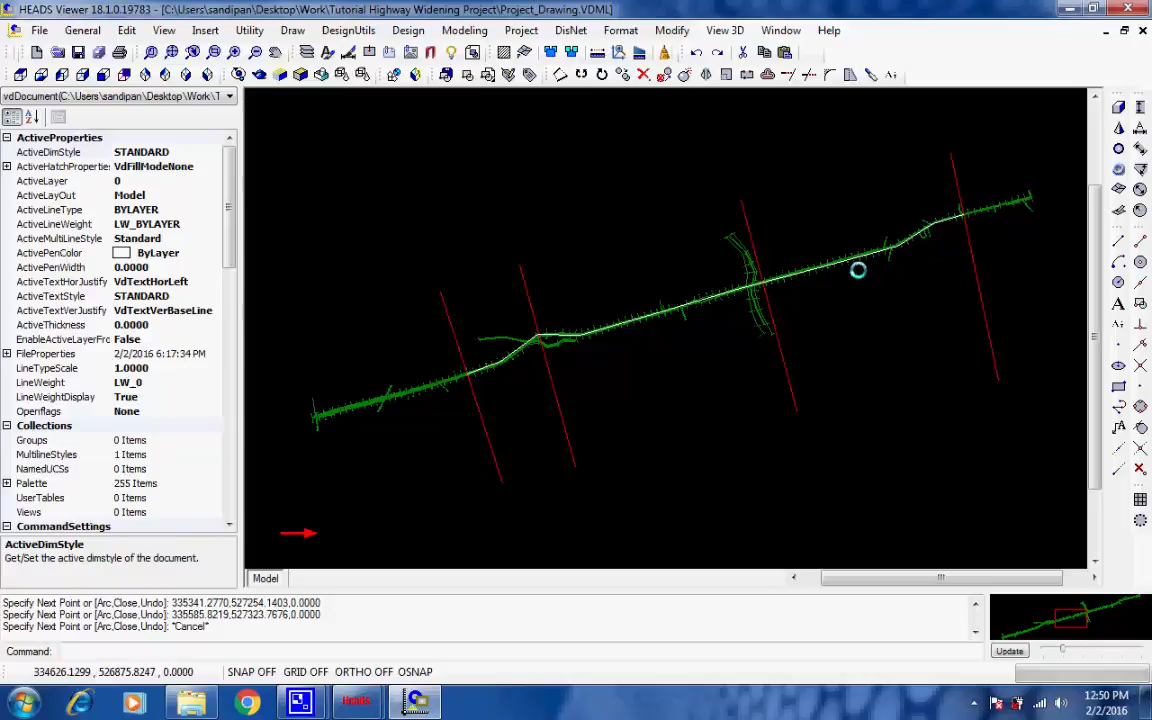 HEADS Viewer 18.1.0.19783 - [C:\Users\sandipan\Desktop\Work\Tutorial Highway Widening Project\Project_Drawing.VDML]
File General Edit View Insert Utility Draw DesignUtils Design Modeling Project DisNet Format Modify View 3D Window Help
vdDocument(C:\Users\sandipan\Desktop\Work\T
ActiveProperties
ActiveDimStyle STANDARD
ActiveHatchPropertie: VdFillModeNone
ActiveLayer 0
ActiveLayOut Model
ActiveLineType BYLAYER
ActiveLineWeight LW_BYLAYER
ActiveMultiLineStyle Standard
ActivePenColor ByLayer
ActivePenWidth 0.0000
ActiveTextHorJustify VdTextHorLeft
ActiveTextStyle STANDARD
ActiveTextVerJustify VdTextVerBaseLine
ActiveThickness 0.0000
EnableActiveLayerFro False
FileProperties 2/2/2016 6:17:34 PM
LineTypeScale 1.0000
LineWeight LW_0
LineWeightDisplay True
Openflags None
Collections
Groups 0 Items
MultilineStyles 1 Items
NamedUCSs 0 Items
Palette 255 Items
UserTables 0 Items
Views 0 Items
CommandSettings
ActiveDimStyle
Get/Set the active dimstyle of the document.
Model
Specify Next Point or [Arc,Close,Undo]: 335341.2770,527254.1403,0.0000
Specify Next Point or [Arc,Close,Undo]: 335585.8219,527323.7676,0.0000
Specify Next Point or [Arc,Close,Undo]: *Cancel*
Command:
Update
334626.1299 , 526875.8247 , 0.0000 SNAP OFF GRID OFF ORTHO OFF OSNAP
Heads
12:50 PM
2/2/2016